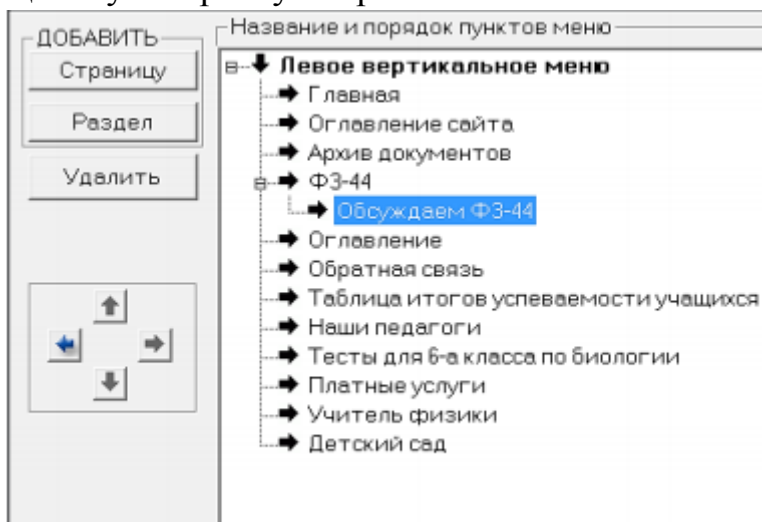 ДОБАВИТЬ
Страницу
Раздел
Удалить
Название и порядок пунктов меню
Левое вертикальное меню
Главная
Оглавление сайта
Архив документов
ФЗ-44
Обсуждаем ФЗ-44
Оглавление
Обратная связь
Таблица итогов успеваемости учащихся
Наши педагоги
Тесты для 6-а класса по биологии
Платные услуги
Учитель физики
Детский сад